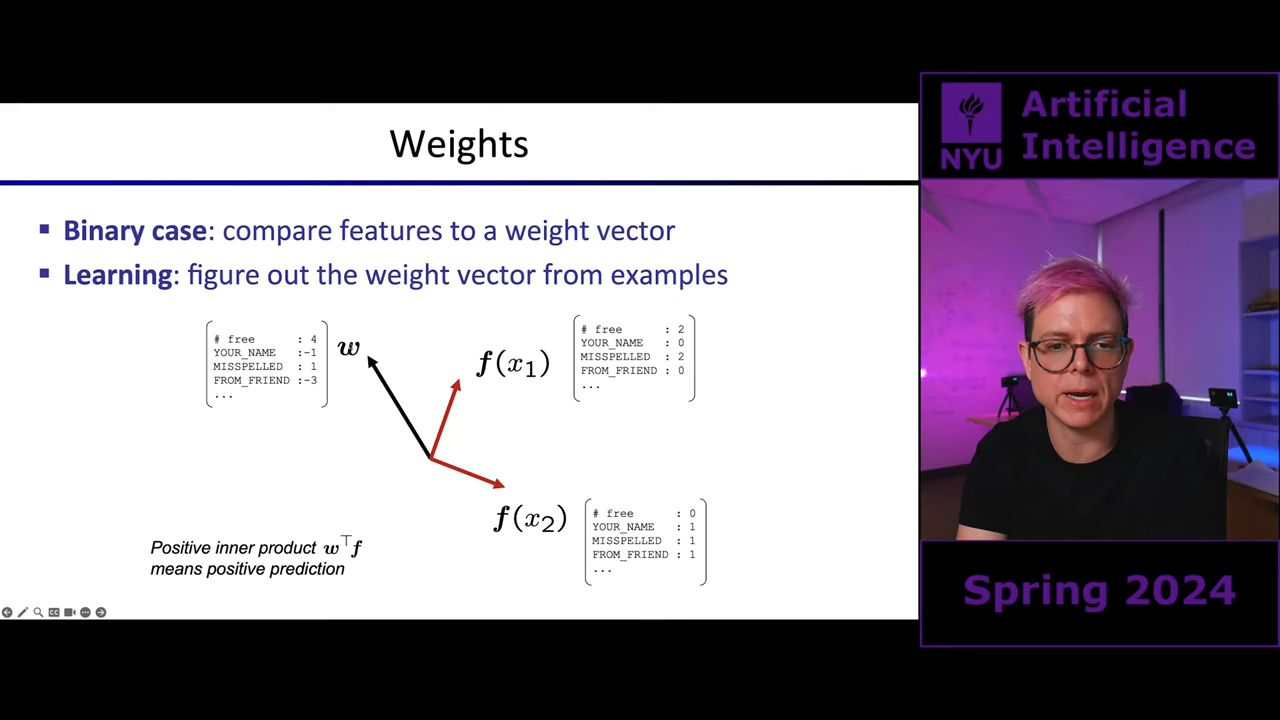 Weights
▪ Binary case: compare features to a weight vector
▪ Learning: figure out the weight vector from examples
# free : 4
YOUR_NAME :-1
MISSPELLED : 1
FROM_FRIEND :-3
...
w
f(x₁)
# free : 2
YOUR_NAME : 0
MISSPELLED : 2
FROM_FRIEND : 0
...
f(x₂)
# free : 0
YOUR_NAME : 1
MISSPELLED : 1
FROM_FRIEND : 1
...
Positive inner product w⊤f
means positive prediction
CC
NYU
Artificial
Intelligence
Spring 2024